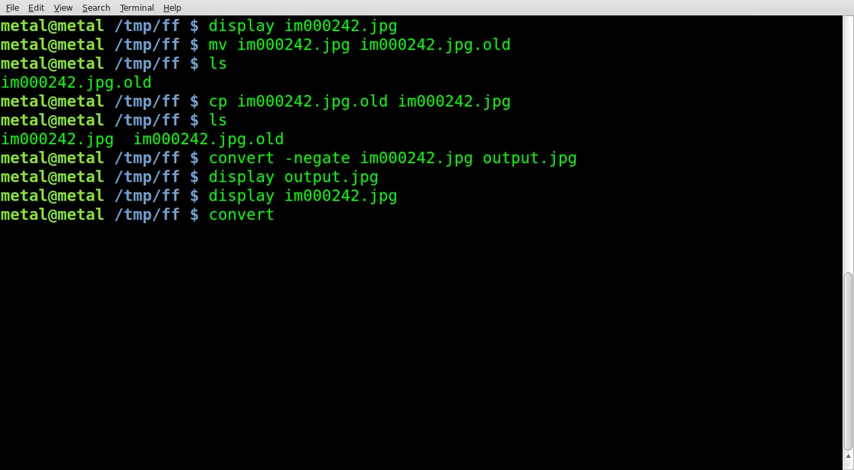 File Edit View Search Terminal Help
metal@metal /tmp/ff $ display im000242.jpg
metal@metal /tmp/ff $ mv im000242.jpg im000242.jpg.old
metal@metal /tmp/ff $ ls
im000242.jpg.old
metal@metal /tmp/ff $ cp im000242.jpg.old im000242.jpg
metal@metal /tmp/ff $ ls
im000242.jpg  im000242.jpg.old
metal@metal /tmp/ff $ convert -negate im000242.jpg output.jpg
metal@metal /tmp/ff $ display output.jpg
metal@metal /tmp/ff $ display im000242.jpg
metal@metal /tmp/ff $ convert